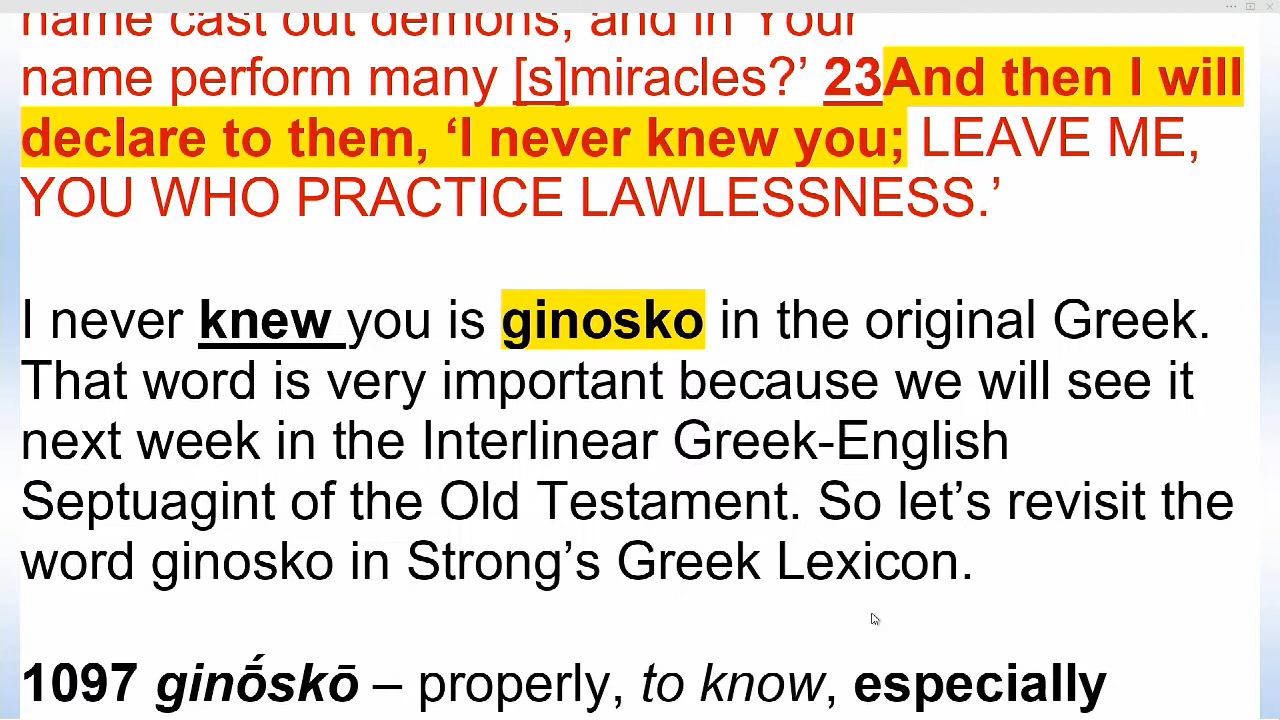 name cast out demons, and in Your
name perform many [s]miracles?’ 23And then I will
declare to them, ‘I never knew you; LEAVE ME,
YOU WHO PRACTICE LAWLESSNESS.’
I never knew you is ginosko in the original Greek.
That word is very important because we will see it
next week in the Interlinear Greek-English
Septuagint of the Old Testament. So let’s revisit the
word ginosko in Strong’s Greek Lexicon.
1097 ginṓskō – properly, to know, especially